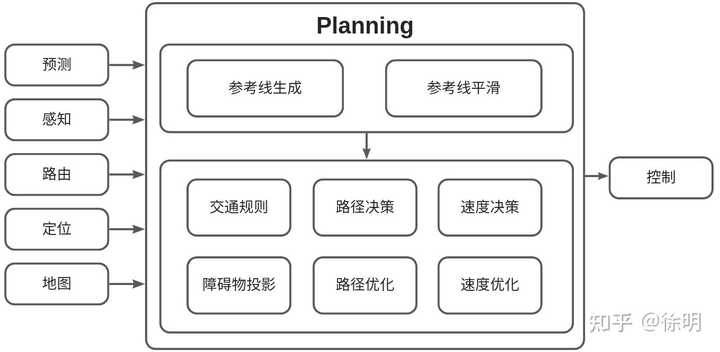 Planning
预测
感知
路由
定位
地图
参考线生成
参考线平滑
交通规则
路径决策
速度决策
障碍物投影
路径优化
速度优化
控制
知乎 @徐明